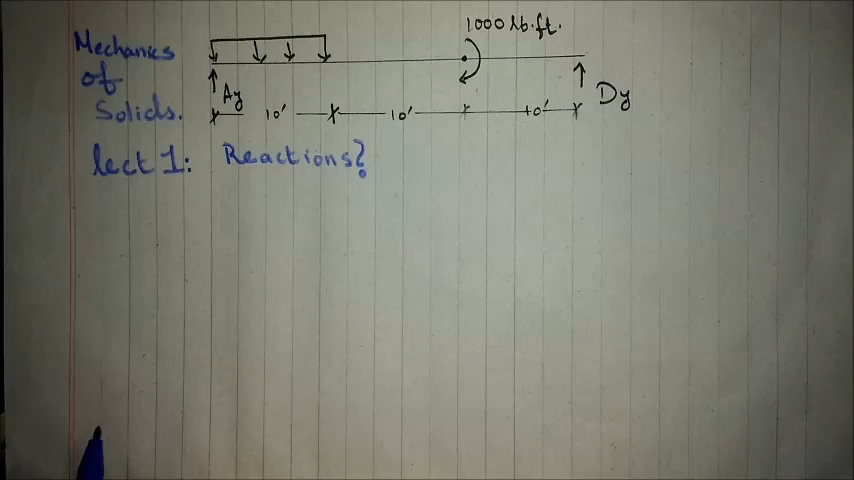 1000 lb.ft.
Mechanics
of
Solids.
Ay
Dy
10'
10'
10'
Lect 1: Reactions?